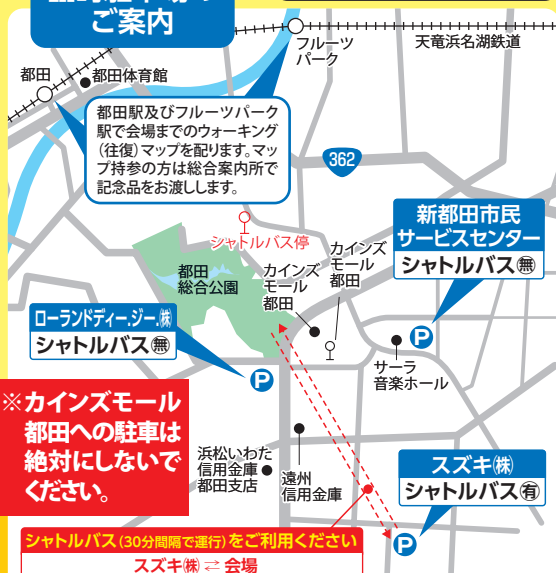 ご案内
フルーツ
パーク
天竜浜名湖鉄道
都田
都田体育館
都田駅及びフルーツパーク
駅で会場までのウォーキング
(往復)マップを配ります。マッ
プ持参の方は総合案内所で
記念品をお渡しします。
362
新都田市民
サービスセンター
シャトルバス無
シャトルバス停
カインズ
モール
都田
カインズ
モール
都田
都田
総合公園
ローランドディー.ジー.㈱
シャトルバス無
P
サーラ
音楽ホール
P
※カインズモール
都田への駐車は
絶対にしないで
ください。
浜松いわた
信用金庫
都田支店
遠州
信用金庫
スズキ㈱
シャトルバス㊒
P
シャトルバス(30分間隔で運行)をご利用ください
スズキ㈱ ⇄ 会場